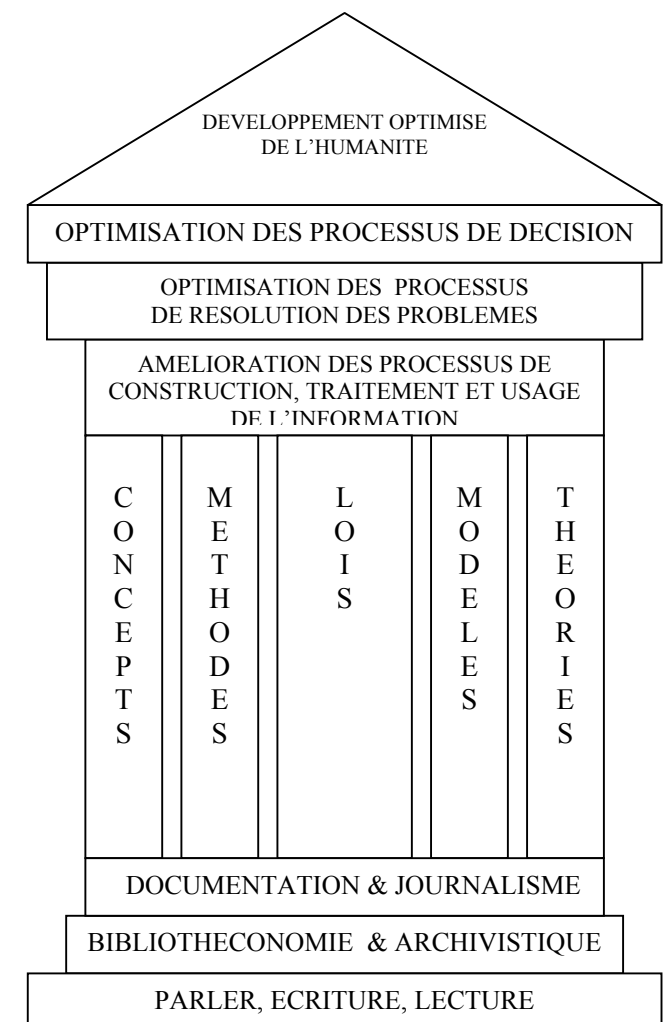 DEVELOPPEMENT OPTIMISE
DE L'HUMANITE
OPTIMISATION DES PROCESSUS DE DECISION
OPTIMISATION DES PROCESSUS
DE RESOLUTION DES PROBLEMES
AMELIORATION DES PROCESSUS DE
CONSTRUCTION, TRAITEMENT ET USAGE
DE L'INFORMATION
CONCEPTS
METHODES
LOIS
MODELES
THEORIES
DOCUMENTATION & JOURNALISME
BIBLIOTHECONOMIE & ARCHIVISTIQUE
PARLER, ECRITURE, LECTURE